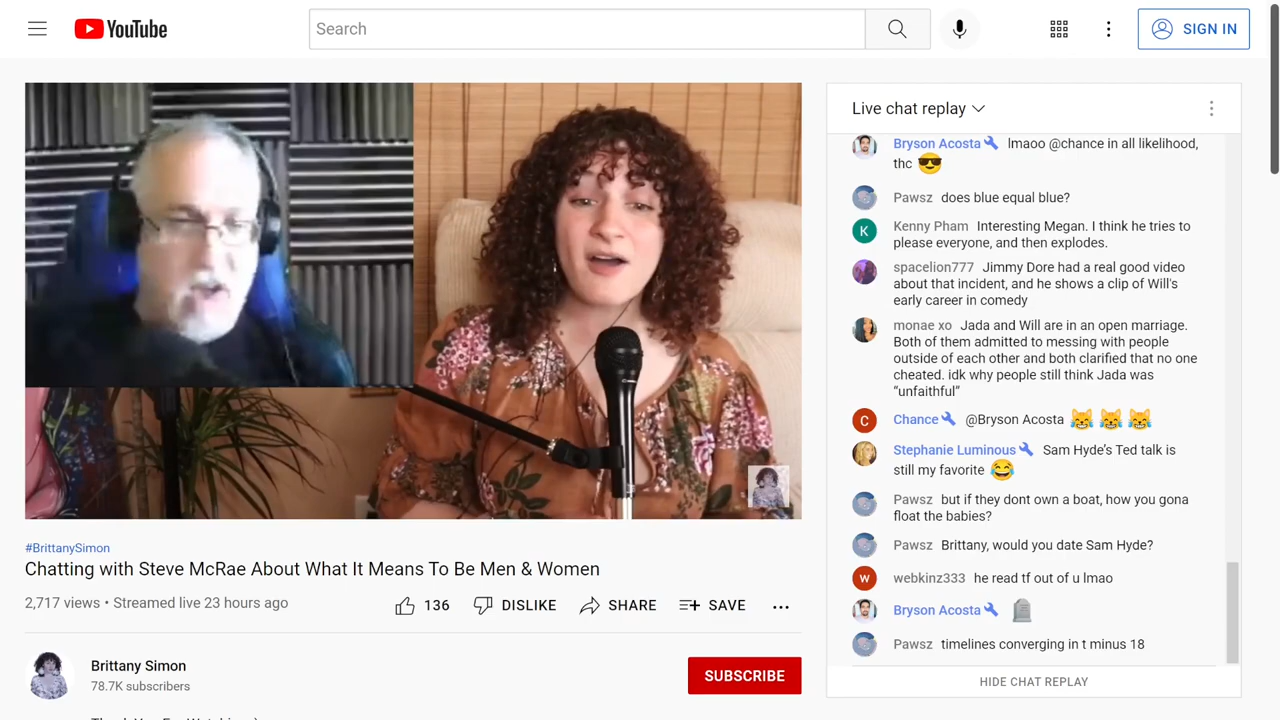 YouTube
Search
SIGN IN
Live chat replay
Bryson Acosta lmaoo @chance in all likelihood,
thc 😎
Pawsz does blue equal blue?
K
Kenny Pham Interesting Megan. I think he tries to
please everyone, and then explodes.
spacelion777 Jimmy Dore had a real good video
about that incident, and he shows a clip of Will's
early career in comedy
monae xo Jada and Will are in an open marriage.
Both of them admitted to messing with people
outside of each other and both clarified that no one
cheated. idk why people still think Jada was
“unfaithful”
C
Chance @Bryson Acosta 😹 😹 😹
Stephanie Luminous Sam Hyde’s Ted talk is
still my favorite 😂
Pawsz but if they dont own a boat, how you gona
float the babies?
Pawsz Brittany, would you date Sam Hyde?
w
webkinz333 he read tf out of u lmao
Bryson Acosta 🪦
Pawsz timelines converging in t minus 18
HIDE CHAT REPLAY
#BrittanySimon
Chatting with Steve McRae About What It Means To Be Men & Women
2,717 views • Streamed live 23 hours ago
136
DISLIKE
SHARE
SAVE
Brittany Simon
78.7K subscribers
SUBSCRIBE